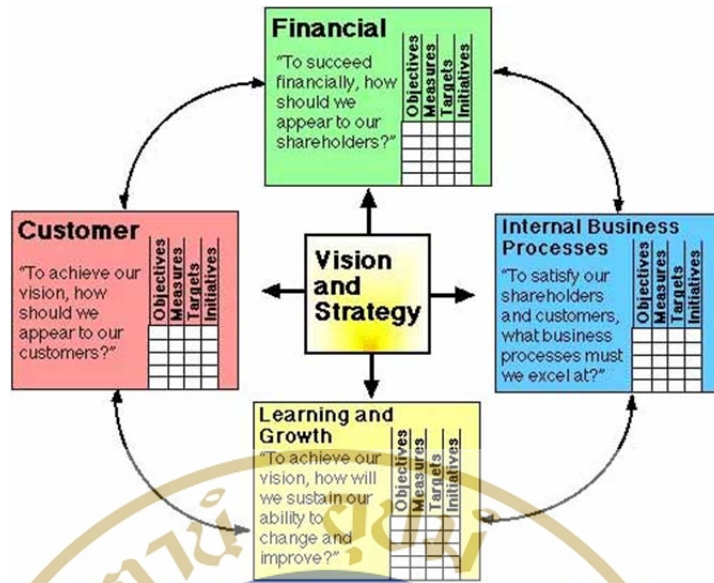 Financial
"To succeed
financially, how
should we
appear to our
shareholders?"
Objectives
Measures
Targets
Initiatives
Customer
"To achieve our
vision, how
should we
appear to our
customers?"
Objectives
Measures
Targets
Initiatives
Vision
and
Strategy
Internal Business
Processes
"To satisfy our
shareholders
and customers,
what business
processes must
we excel at?"
Objectives
Measures
Targets
Initiatives
Learning and
Growth
"To achieve our
vision, how will
we sustain our
ability to
change and
improve?"
Objectives
Measures
Targets
Initiatives